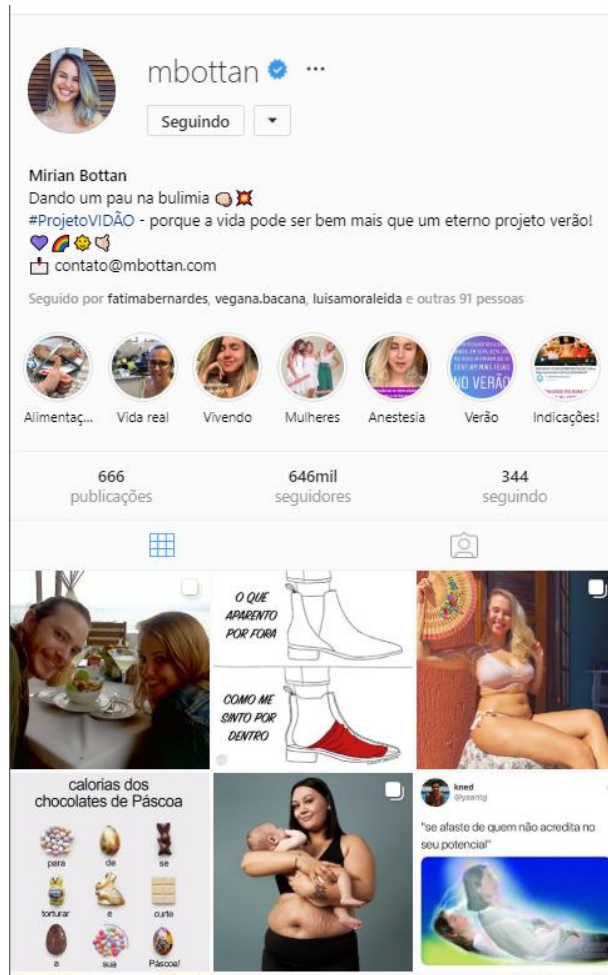 mbottan
Seguindo
Mirian Bottan
Dando um pau na bulimia 👊🏻💥
#ProjetoVIDÃO - porque a vida pode ser bem mais que um eterno projeto verão!
💜🌈🌞🤙🏻
📩 contato@mbottan.com
Seguido por fatimabernardes, vegana.bacana, luisamoraleida e outras 91 pessoas
NO VERÃO
Alimentaç... Vida real Vivendo Mulheres Anestesia Verão Indicações!
666 646mil 344
publicações seguidores seguindo
O QUE
APARENTO
POR FORA
COMO ME
SINTO POR
DENTRO
calorias dos
chocolates de Páscoa
para de se
torturar e curte
a sua Páscoa!
kned
@yaantg
"se afaste de quem não acredita no
seu potencial"